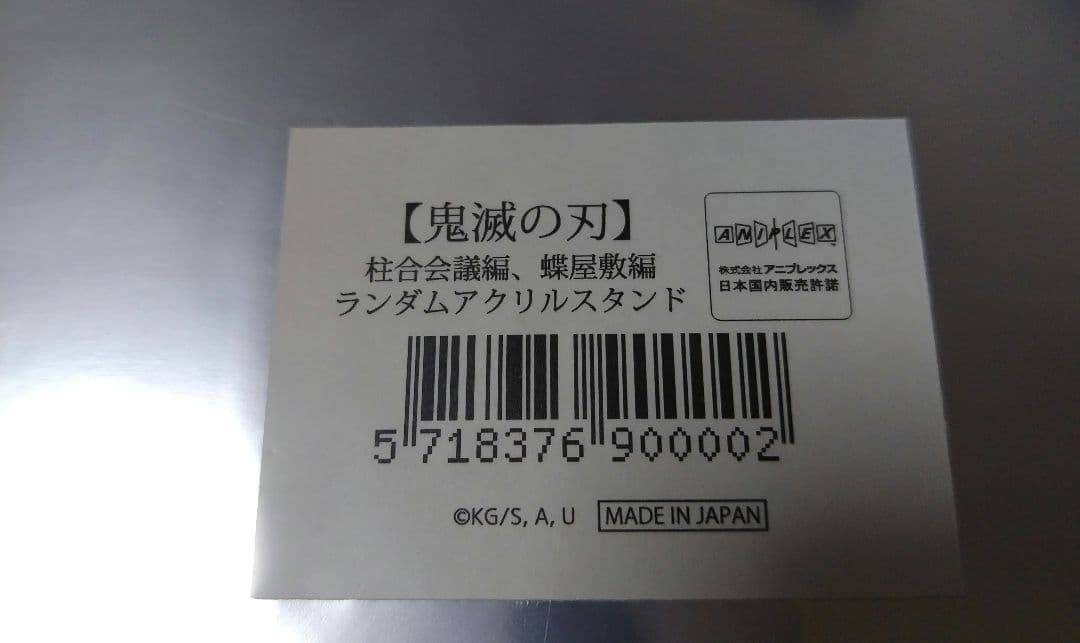 【鬼滅の刃】
柱合会議編、蝶屋敷編
ランダムアクリルスタンド
ANIPLEX
株式会社アニプレックス
日本国内販売許諾
5 718376 900002
©KG/S, A, U
MADE IN JAPAN